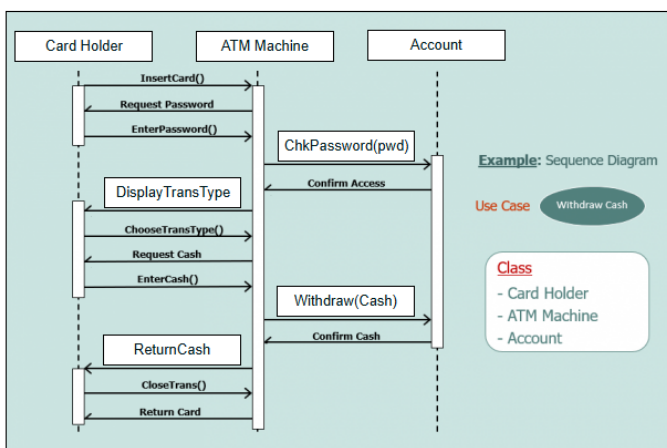 Card Holder
ATM Machine
Account
InsertCard()
Request Password
EnterPassword()
ChkPassword(pwd)
Confirm Access
DisplayTransType
ChooseTransType()
Request Cash
EnterCash()
Withdraw(Cash)
Confirm Cash
ReturnCash
CloseTrans()
Return Card
Example: Sequence Diagram
Use Case
Withdraw Cash
Class
- Card Holder
- ATM Machine
- Account